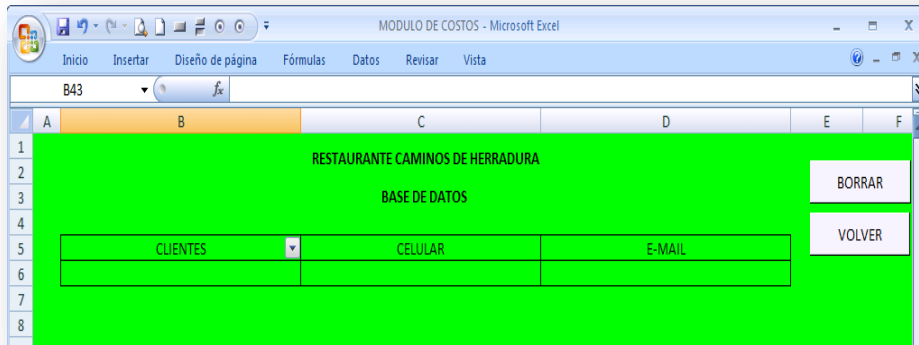 MODULO DE COSTOS - Microsoft Excel
Inicio Insertar Diseño de página Fórmulas Datos Revisar Vista
B43 fx
A B C D E F
1
RESTAURANTE CAMINOS DE HERRADURA
2
BORRAR
3 BASE DE DATOS
4
VOLVER
5 CLIENTES CELULAR E-MAIL
6
7
8